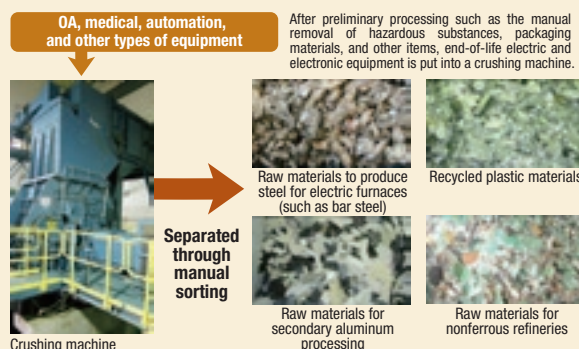 OA, medical, automation,
and other types of equipment
After preliminary processing such as the manual
removal of hazardous substances, packaging
materials, and other items, end-of-life electric and
electronic equipment is put into a crushing machine.
Crushing machine
Separated
through
manual
sorting
Raw materials to produce
steel for electric furnaces
(such as bar steel)
Recycled plastic materials
Raw materials for
secondary aluminum
processing
Raw materials for
nonferrous refineries